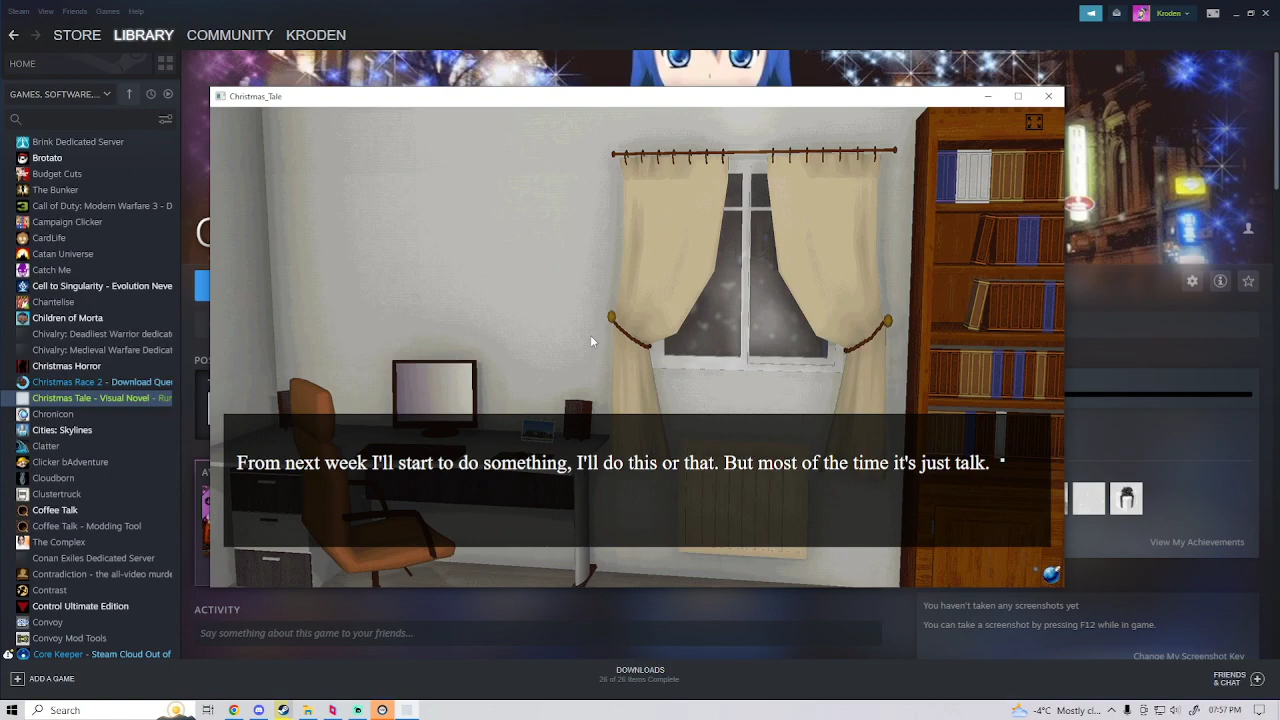 Steam View Friends Games Help
Kroden
STORE LIBRARY COMMUNITY KRODEN
HOME
GAMES, SOFTWARE...
Christmas_Tale
Brink Dedicated Server
Brotato
Budget Cuts
The Bunker
Call of Duty: Modern Warfare 3 - D
Campaign Clicker
CardLife
Catan Universe
Catch Me
Cell to Singularity - Evolution Neve
Chantelise
Children of Morta
Chivalry: Deadliest Warrior dedicat
Chivalry: Medieval Warfare Dedicat
Christmas Horror
Christmas Race 2 - Download Que
Christmas Tale - Visual Novel - Run
Chronicon
Cities: Skylines
Clatter
Clicker bAdventure
Cloudborn
Clustertruck
Coffee Talk
Coffee Talk - Modding Tool
The Complex
Conan Exiles Dedicated Server
Contradiction - the all-video murde
Contrast
Control Ultimate Edition
Convoy
Convoy Mod Tools
Core Keeper - Steam Cloud Out of
From next week I'll start to do something, I'll do this or that. But most of the time it's just talk.
View My Achievements
ACTIVITY
Say something about this game to your friends...
You haven't taken any screenshots yet
You can take a screenshot by pressing F12 while in game.
Change My Screenshot Key
ADD A GAME
DOWNLOADS
26 of 26 Items Complete
FRIENDS
& CHAT
Search
-4°C Mostly clear
07:57 PM